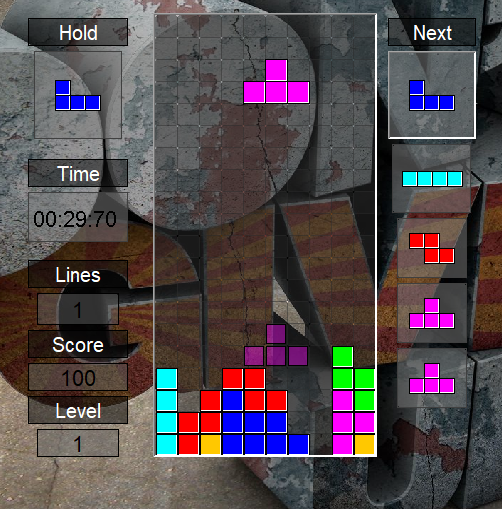 Hold
Next
Time
00:29:70
Lines
1
Score
100
Level
1